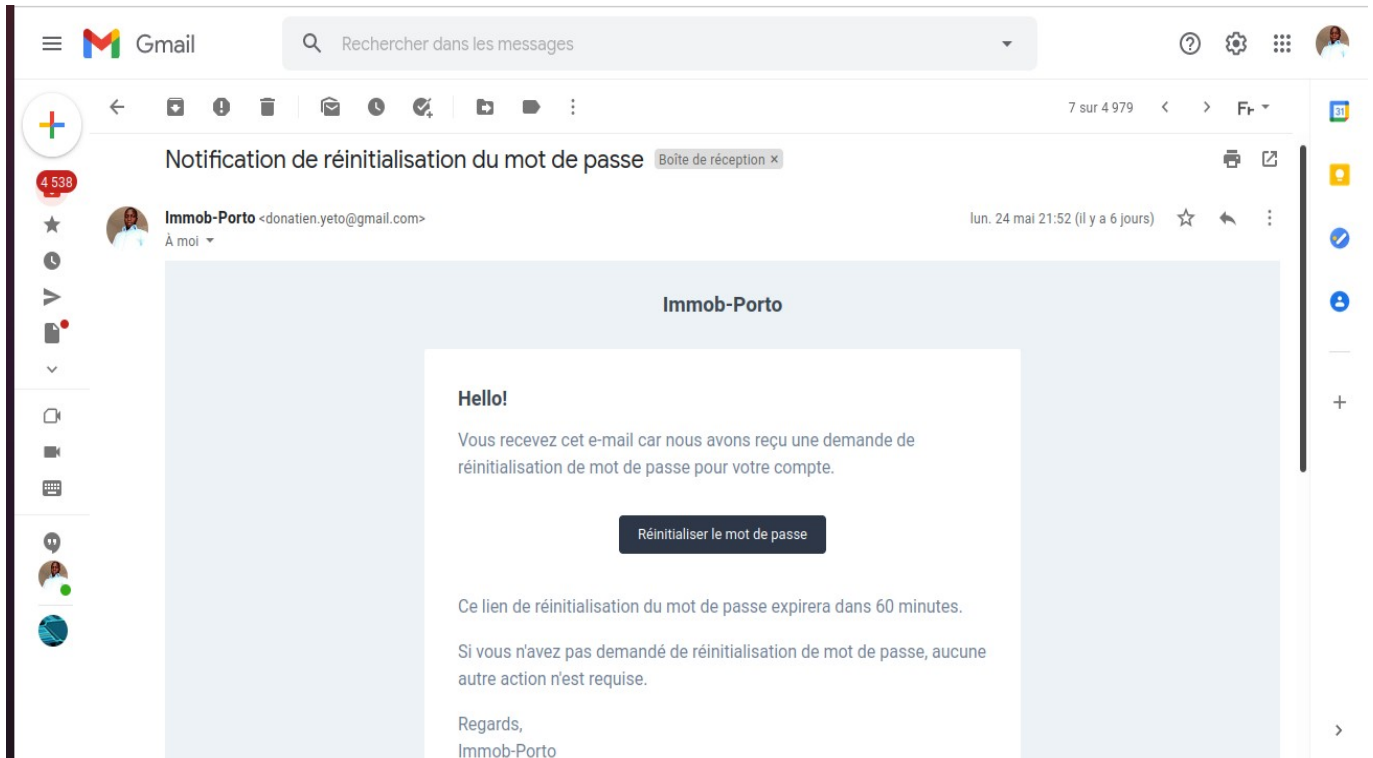 Gmail
Rechercher dans les messages
7 sur 4 979
Notification de réinitialisation du mot de passe Boîte de réception ×
4 538
Immob-Porto <donatien.yeto@gmail.com>
lun. 24 mai 21:52 (il y a 6 jours)
À moi
31
Immob-Porto
Hello!
Vous recevez cet e-mail car nous avons reçu une demande de
réinitialisation de mot de passe pour votre compte.
Réinitialiser le mot de passe
Ce lien de réinitialisation du mot de passe expirera dans 60 minutes.
Si vous n'avez pas demandé de réinitialisation de mot de passe, aucune
autre action n'est requise.
Regards,
Immob-Porto